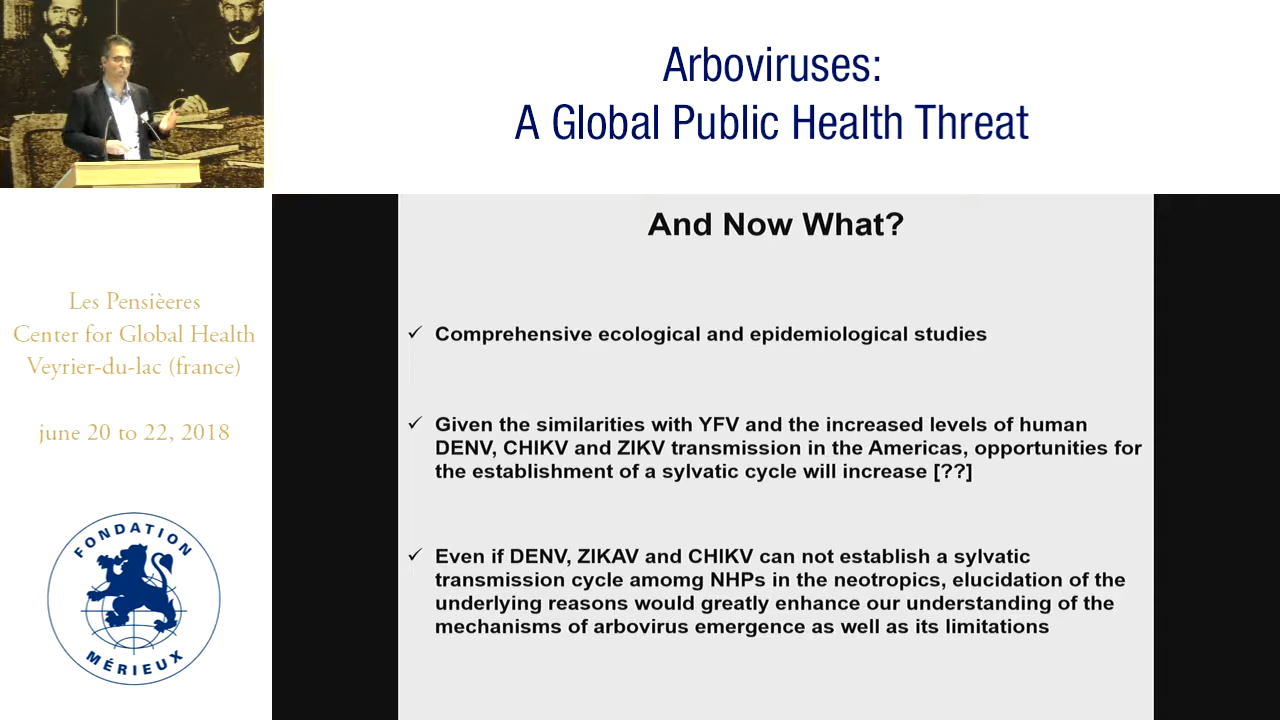 Arboviruses:
A Global Public Health Threat
And Now What?
✓ Comprehensive ecological and epidemiological studies
✓ Given the similarities with YFV and the increased levels of human
DENV, CHIKV and ZIKV transmission in the Americas, opportunities for
the establishment of a sylvatic cycle will increase [??]
✓ Even if DENV, ZIKAV and CHIKV can not establish a sylvatic
transmission cycle amomg NHPs in the neotropics, elucidation of the
underlying reasons would greatly enhance our understanding of the
mechanisms of arbovirus emergence as well as its limitations
Les Pensièeres
Center for Global Health
Veyrier-du-lac (france)
june 20 to 22, 2018
FONDATION
MÉRIEUX